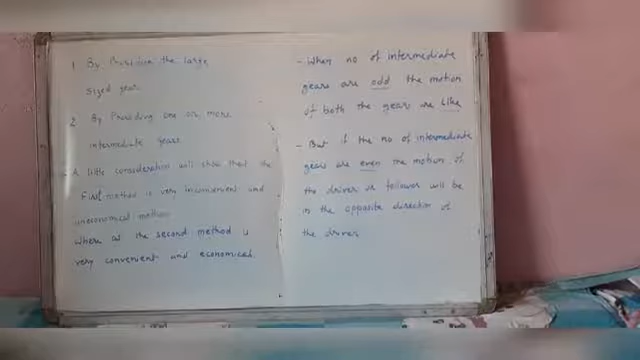 1 By Providing the large
sized gear.
2 By Providing one or more
intermediate gears
- A little consideration will show that the
First method is very inconvenient and
uneconomical method
Where as the second method is
very convenient and economical.
- When no of intermediate
gears are odd the motion
of both the gears are like
- But if the no of intermediate
gears are even the motion of
the driver or follower will be
in the opposite direction of
the driver